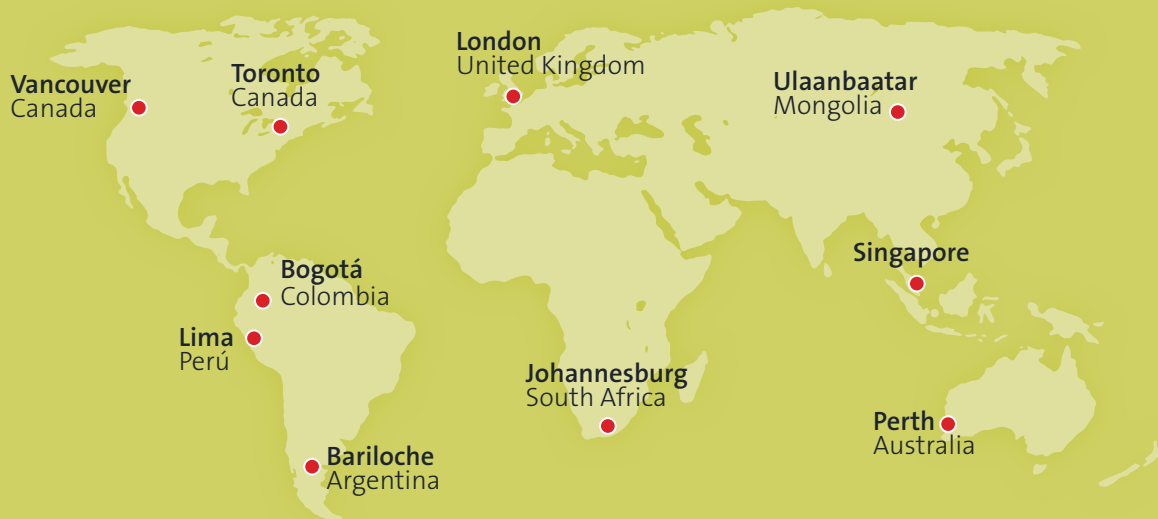 Vancouver
Canada
Toronto
Canada
London
United Kingdom
Ulaanbaatar
Mongolia
Bogotá
Colombia
Singapore
Lima
Perú
Johannesburg
South Africa
Perth
Australia
Bariloche
Argentina